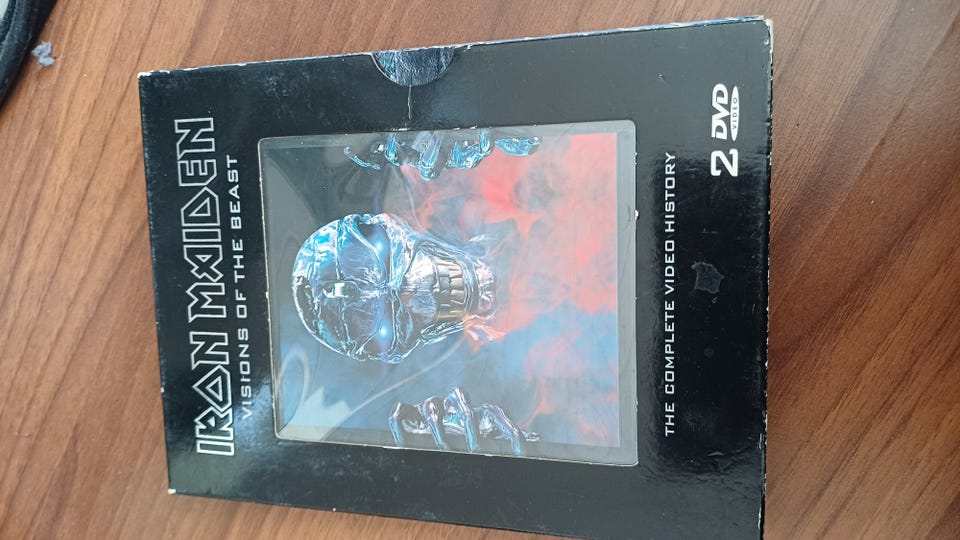 IRON MAIDEN
VISIONS OF THE BEAST
THE COMPLETE VIDEO HISTORY
2 DVD
VIDEO